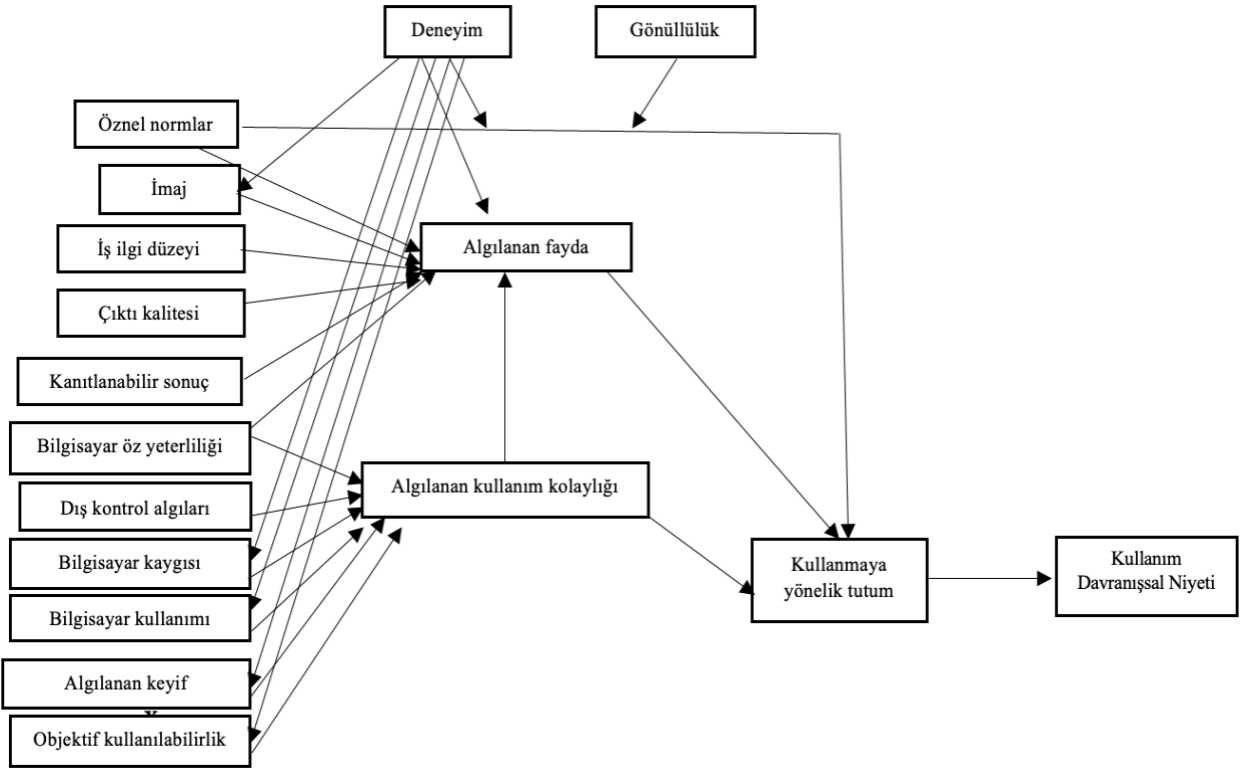 Deneyim
Gönüllülük
Öznel normlar
İmaj
İş ilgi düzeyi
Algılanan fayda
Çıktı kalitesi
Kanıtlanabilir sonuç
Bilgisayar öz yeterliliği
Algılanan kullanım kolaylığı
Dış kontrol algıları
Bilgisayar kaygısı
Kullanmaya
yönelik tutum
Kullanım
Davranışsal Niyeti
Bilgisayar kullanımı
Algılanan keyif
Objektif kullanılabilirlik